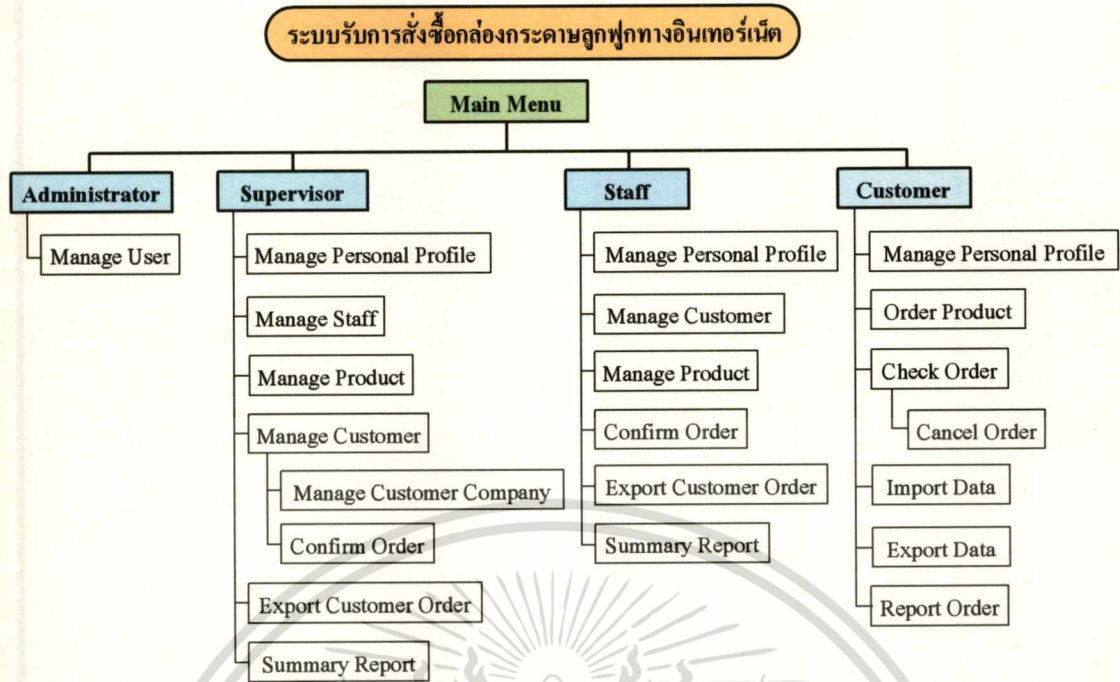 ระบบรับการสั่งซื้อกล่องกระดาษลูกฟูกทางอินเทอร์เน็ต
Main Menu
Administrator
Manage User
Supervisor
Manage Personal Profile
Manage Staff
Manage Product
Manage Customer
Manage Customer Company
Confirm Order
Export Customer Order
Summary Report
Staff
Manage Personal Profile
Manage Customer
Manage Product
Confirm Order
Export Customer Order
Summary Report
Customer
Manage Personal Profile
Order Product
Check Order
Cancel Order
Import Data
Export Data
Report Order